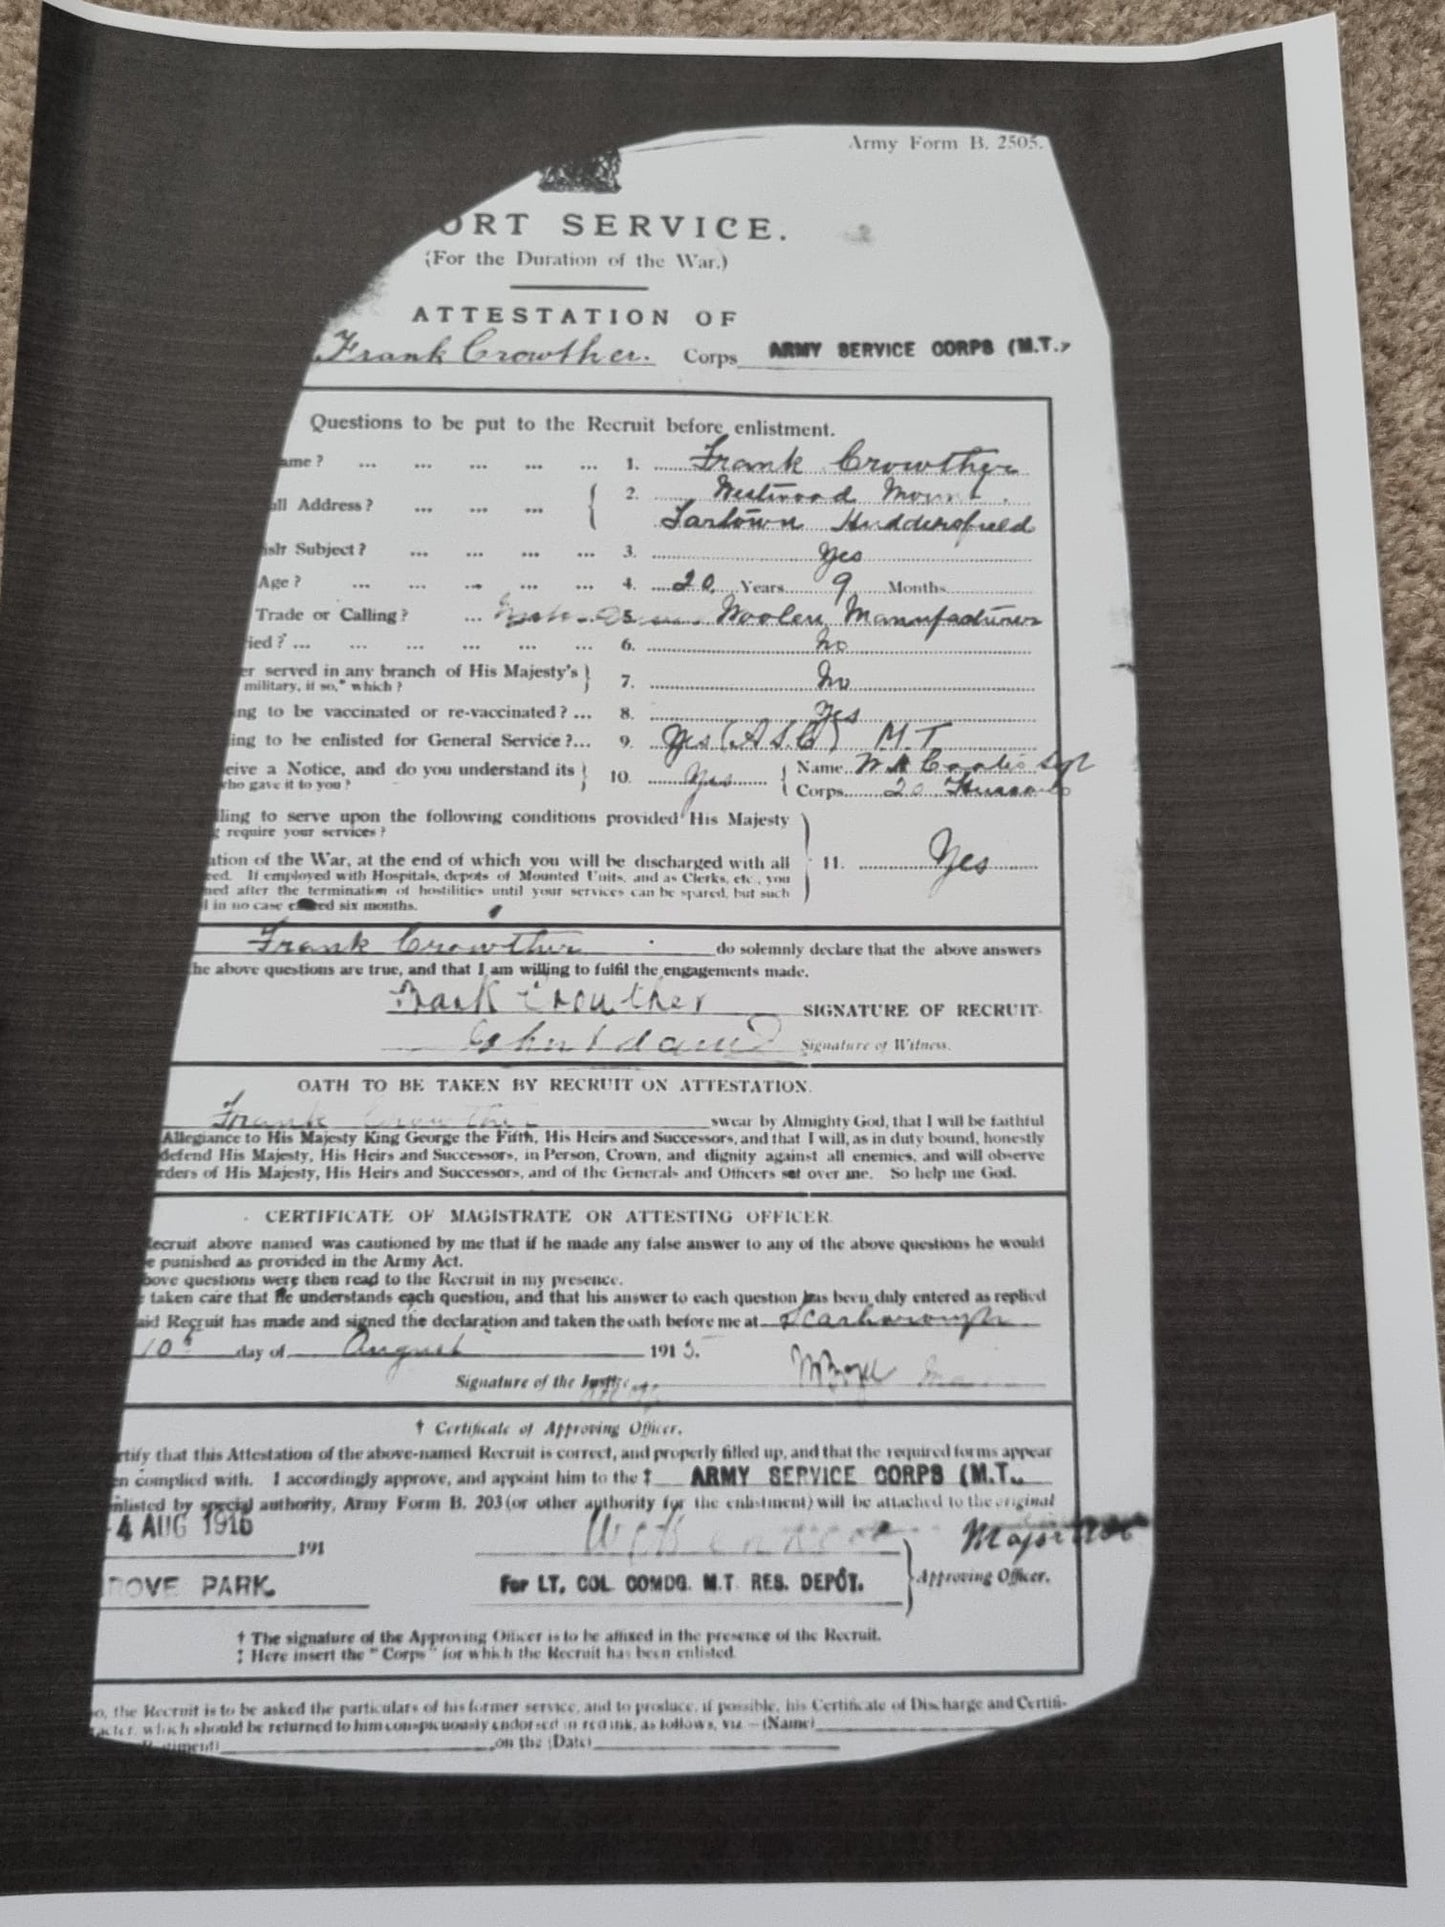 Army Form B. 2505.
ORT SERVICE.
(For the Duration of the War.)
ATTESTATION OF
Frank Crowther. Corps ARMY SERVICE CORPS (M.T.)
Questions to be put to the Recruit before enlistment.
ame? ... ... ... ... ... 1. Frank Crowther
all Address? ... ... ... 2. Westwood Mount.
Fartown Huddersfield
ish Subject? ... ... ... ... 3. Yes
Age? ... ... ... ... ... 4. 20 Years 9 Months
Trade or Calling? ... 5. Woolen Manufacturer
ied? ... ... ... ... ... ... 6. No
er served in any branch of His Majesty's
military, if so,* which? 7. No
ng to be vaccinated or re-vaccinated? ... 8. Yes
ing to be enlisted for General Service? ... 9. Yes (A S C) M.T
eive a Notice, and do you understand its 10. Yes Name W Sgt
who gave it to you? Corps 20 Hussars
ling to serve upon the following conditions provided His Majesty
g require your services?
ation of the War, at the end of which you will be discharged with all 11. Yes
eed. If employed with Hospitals, depots of Mounted Units, and as Clerks, etc., you
ned after the termination of hostilities until your services can be spared, but such
l in no case exceed six months.
Frank Crowther do solemnly declare that the above answers
he above questions are true, and that I am willing to fulfil the engagements made.
Frank Crowther SIGNATURE OF RECRUIT
Signature of Witness.
OATH TO BE TAKEN BY RECRUIT ON ATTESTATION.
Frank Crowther swear by Almighty God, that I will be faithful
Allegiance to His Majesty King George the Fifth, His Heirs and Successors, and that I will, as in duty bound, honestly
defend His Majesty, His Heirs and Successors, in Person, Crown, and dignity against all enemies, and will observe
rders of His Majesty, His Heirs and Successors, and of the Generals and Officers set over me. So help me God.
CERTIFICATE OF MAGISTRATE OR ATTESTING OFFICER.
Recruit above named was cautioned by me that if he made any false answer to any of the above questions he would
e punished as provided in the Army Act.
bove questions were then read to the Recruit in my presence.
e taken care that he understands each question, and that his answer to each question has been duly entered as replied
aid Recruit has made and signed the declaration and taken the oath before me at Scarborough
10th day of August 1915.
Signature of the Justice
† Certificate of Approving Officer.
rtify that this Attestation of the above-named Recruit is correct, and properly filled up, and that the required forms appear
en complied with. I accordingly approve, and appoint him to the ‡ ARMY SERVICE CORPS (M.T.
nlisted by special authority, Army Form B. 203 (or other authority for the enlistment) will be attached to the original
4 AUG 1916 Major
191
ROVE PARK. For LT. COL. COMDG. M.T. RES. DEPÔT. Approving Officer.
† The signature of the Approving Officer is to be affixed in the presence of the Recruit.
‡ Here insert the "Corps" for which the Recruit has been enlisted.
so, the Recruit is to be asked the particulars of his former service, and to produce, if possible, his Certificate of Discharge and Certifi-
acter, which should be returned to him conspicuously endorsed in red ink, as follows, viz.—(Name)
Regiment) on the (Date)